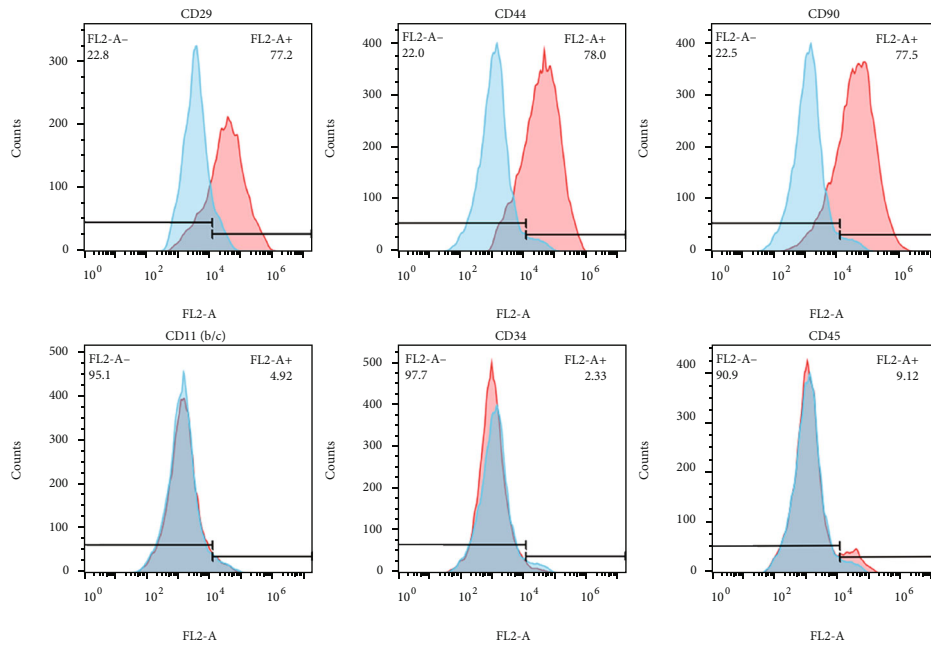 CD29
FL2-A– FL2-A+
22.8 77.2
300
200
100
0
Counts
10^0 10^2 10^4 10^6
FL2-A
CD44
FL2-A– FL2-A+
22.0 78.0
400
300
200
100
0
Counts
10^0 10^2 10^4 10^6
FL2-A
CD90
FL2-A– FL2-A+
22.5 77.5
400
300
200
100
0
Counts
10^0 10^2 10^4 10^6
FL2-A
CD11 (b/c)
FL2-A– FL2-A+
95.1 4.92
500
400
300
200
100
0
Counts
10^0 10^2 10^4 10^6
FL2-A
CD34
FL2-A– FL2-A+
97.7 2.33
500
400
300
200
100
0
Counts
10^0 10^2 10^4 10^6
FL2-A
CD45
FL2-A– FL2-A+
90.9 9.12
400
300
200
100
0
Counts
10^0 10^2 10^4 10^6
FL2-A